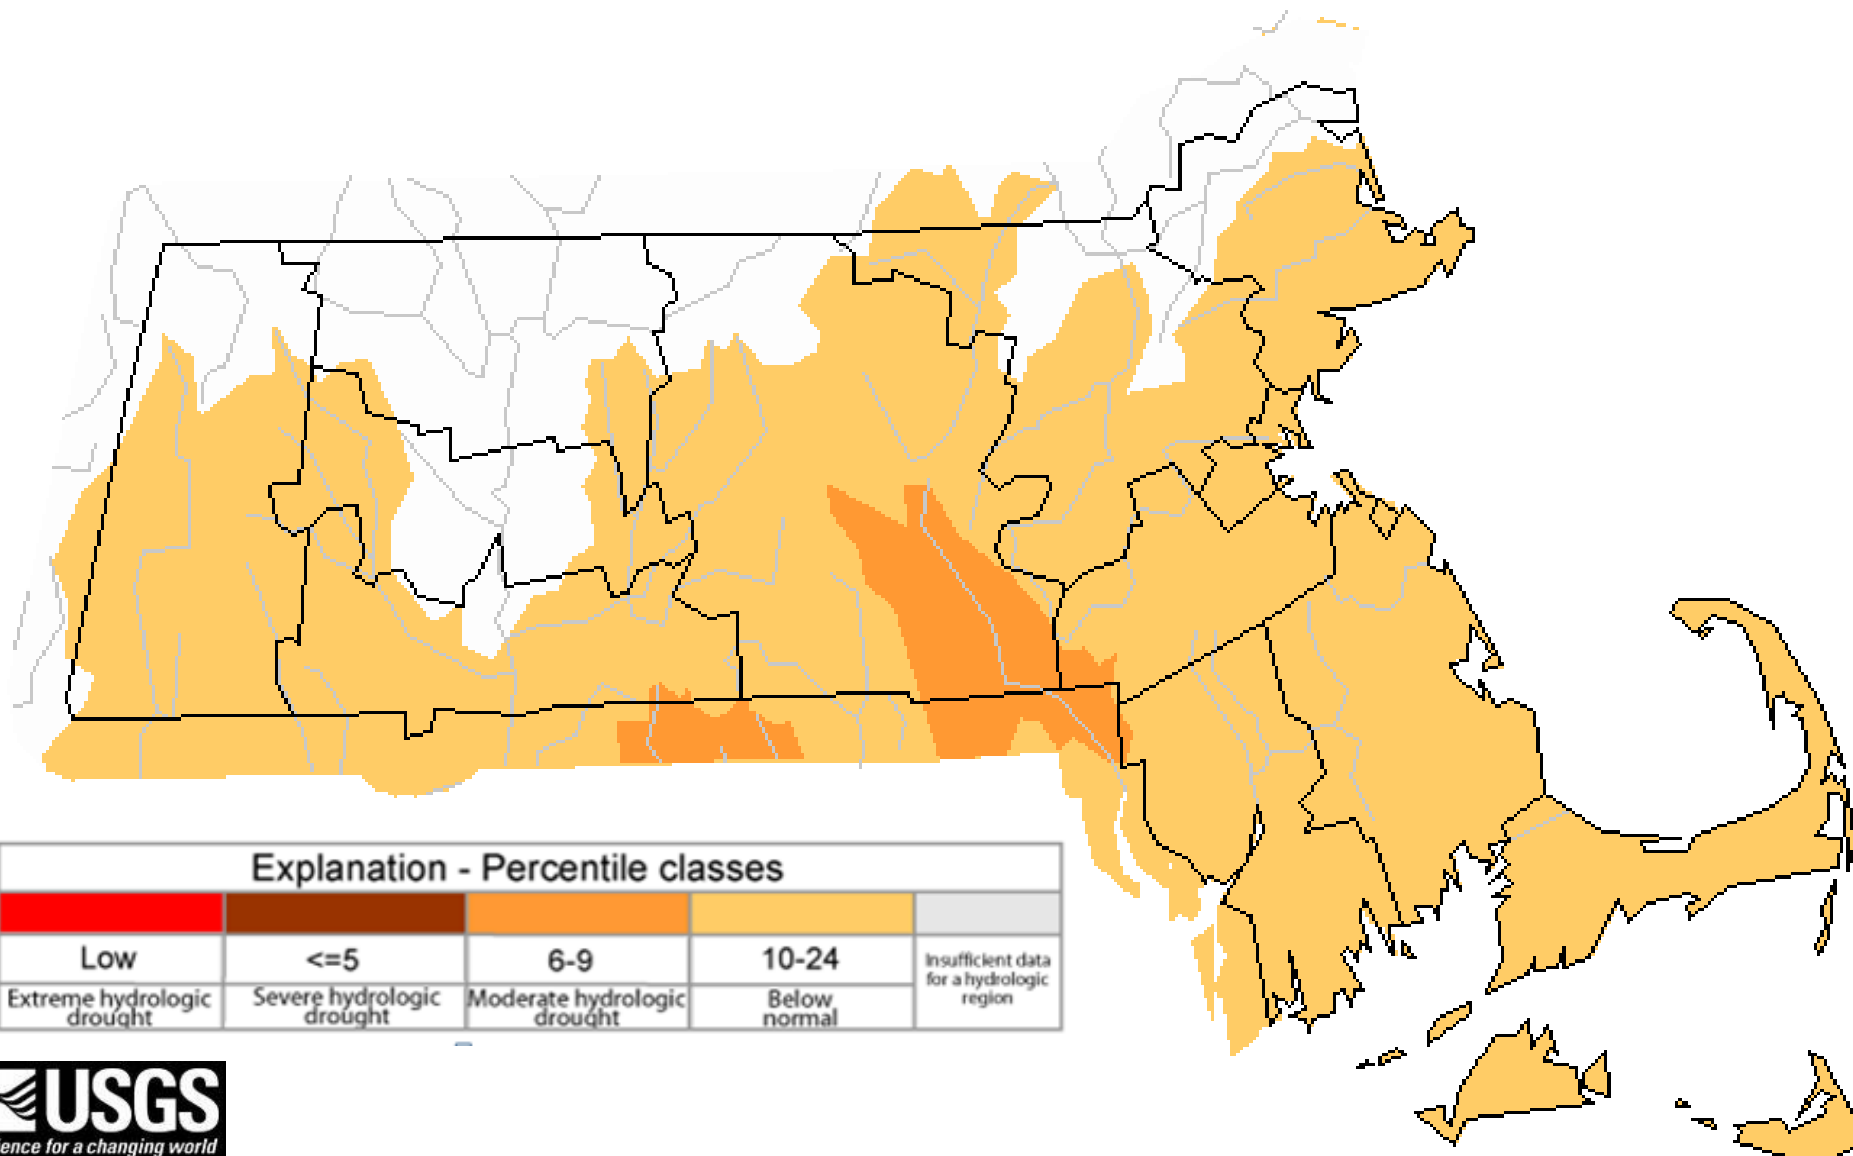 Explanation - Percentile classes
Low
<=5
6-9
10-24
Insufficient data
for a hydrologic
region
Extreme hydrologic
drought
Severe hydrologic
drought
Moderate hydrologic
drought
Below
normal
USGS
ence for a changing world